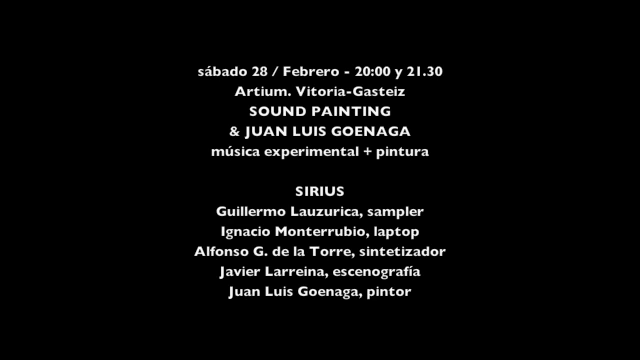 sábado 28 / Febrero - 20:00 y 21.30
Artium. Vitoria-Gasteiz
SOUND PAINTING
& JUAN LUIS GOENAGA
música experimental + pintura
SIRIUS
Guillermo Lauzurica, sampler
Ignacio Monterrubio, laptop
Alfonso G. de la Torre, sintetizador
Javier Larreina, escenografía
Juan Luis Goenaga, pintor